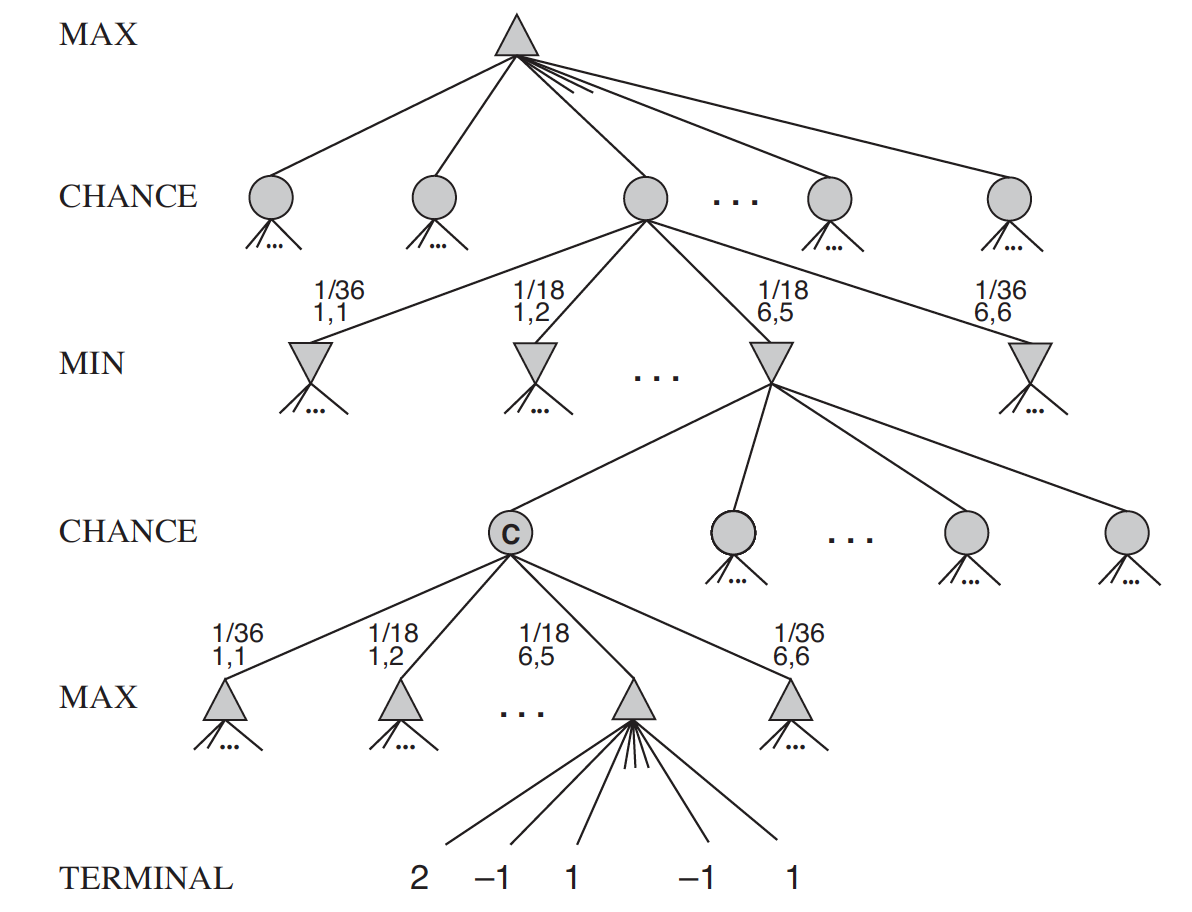 MAX
CHANCE
. . .
... ... ... ... ...
1/36 1/18 1/18 1/36
1,1 1,2 6,5 6,6
MIN
. . .
... ... ...
CHANCE
C
. . .
... ... ...
1/36 1/18 1/18 1/36
1,1 1,2 6,5 6,6
MAX
. . .
... ... ...
TERMINAL 2 –1 1 –1 1